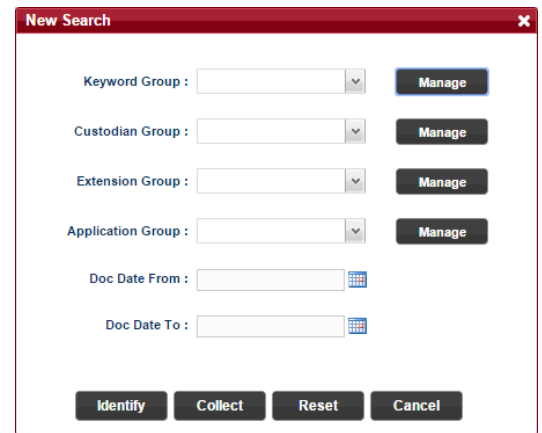 New Search
Keyword Group : Manage
Custodian Group : Manage
Extension Group : Manage
Application Group : Manage
Doc Date From :
Doc Date To :
Identify Collect Reset Cancel